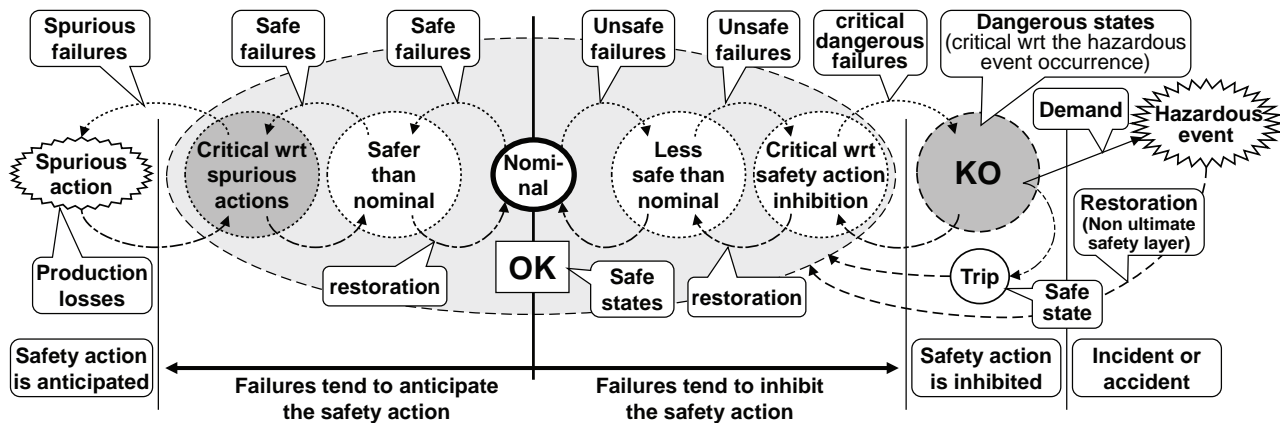 Spurious
failures
Safe
failures
Safe
failures
Unsafe
failures
Unsafe
failures
critical
dangerous
failures
Dangerous states
(critical wrt the hazardous
event occurrence)
Demand
Hazardous
event
Spurious
action
Critical wrt
spurious
actions
Safer
than
nominal
Nomi-
nal
Less
safe than
nominal
Critical wrt
safety action
inhibition
KO
Restoration
(Non ultimate
safety layer)
Production
losses
restoration
OK
Safe
states
restoration
Trip
Safe
state
Safety action
is anticipated
Failures tend to anticipate
the safety action
Failures tend to inhibit
the safety action
Safety action
is inhibited
Incident or
accident